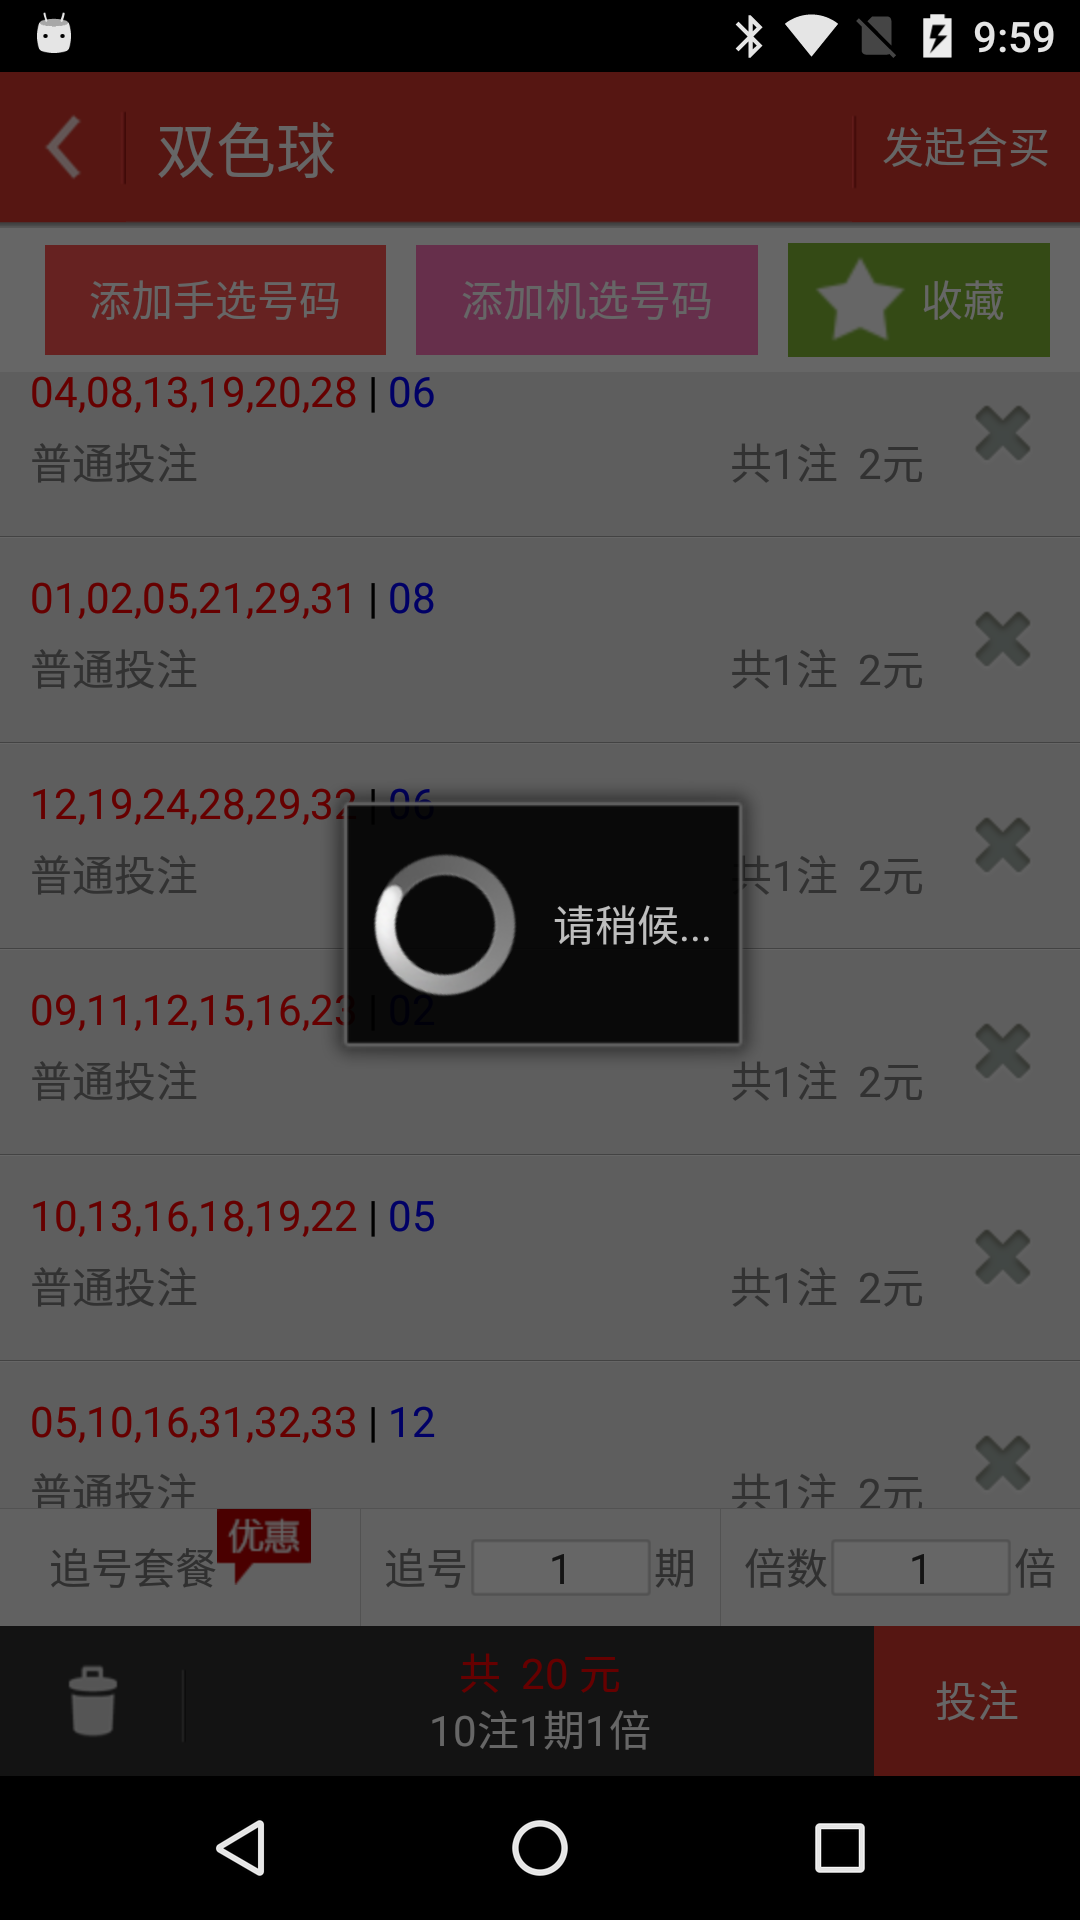 9:59
双色球
发起合买
添加手选号码
添加机选号码
收藏
04,08,13,19,20,28 | 06
普通投注
共1注 2元
01,02,05,21,29,31 | 08
普通投注
共1注 2元
12,19,24,28,29,32 | 06
普通投注
共1注 2元
请稍候...
09,11,12,15,16,23 | 02
普通投注
共1注 2元
10,13,16,18,19,22 | 05
普通投注
共1注 2元
05,10,16,31,32,33 | 12
普通投注
共1注 2元
追号套餐
优惠
追号 1 期
倍数 1 倍
共 20 元
10注1期1倍
投注